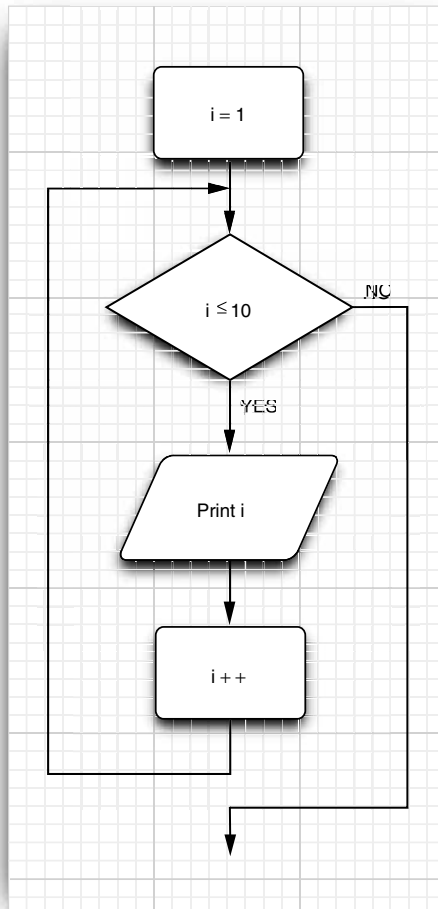 i = 1
i ≤ 10
NO
YES
Print i
i + +